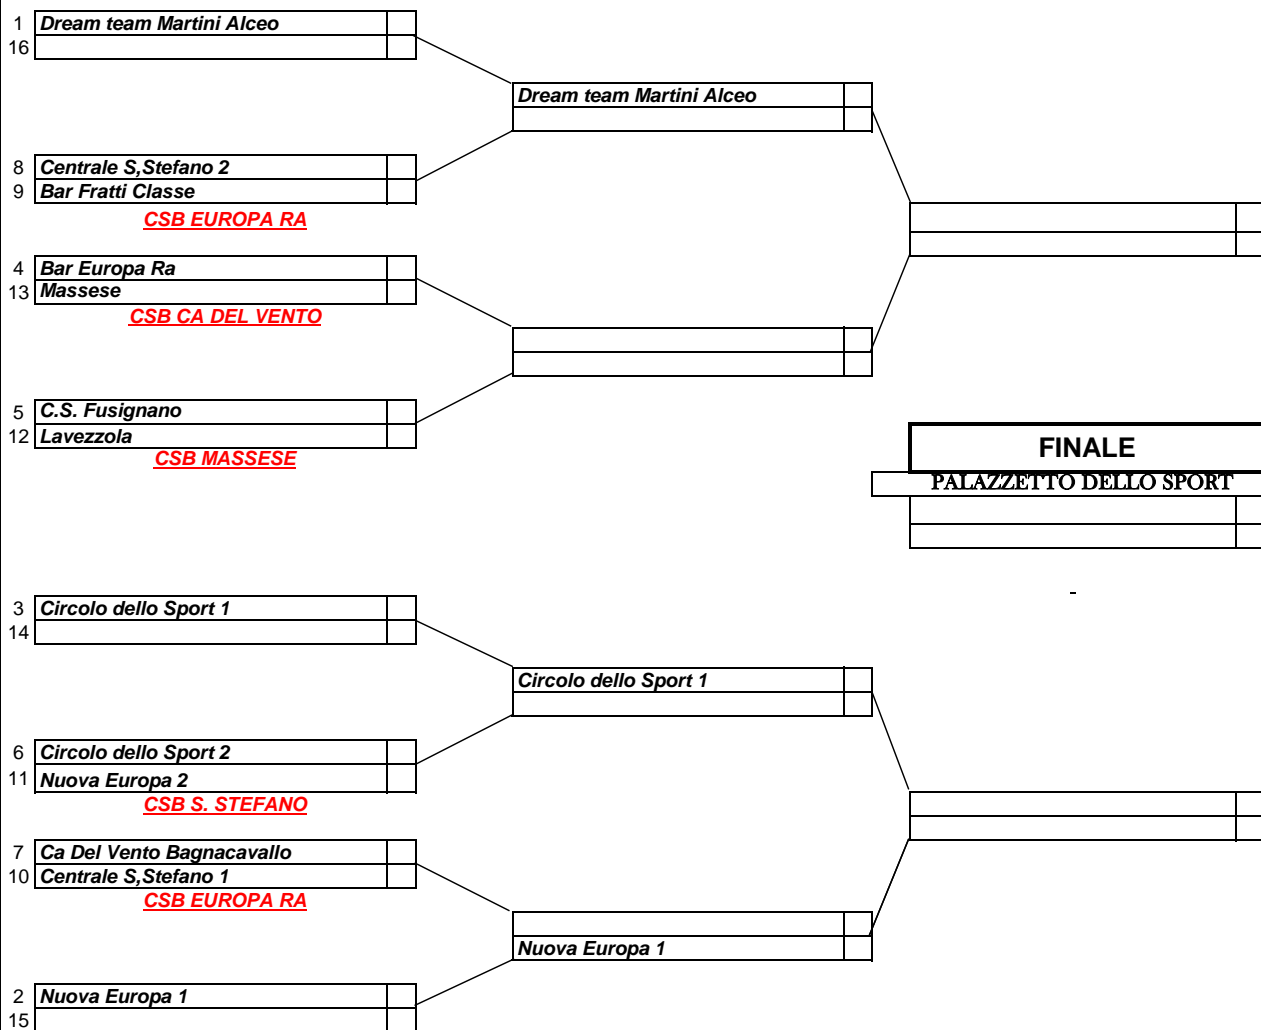 1 Dream team Martini Alceo
16
Dream team Martini Alceo
8 Centrale S,Stefano 2
9 Bar Fratti Classe
CSB EUROPA RA
4 Bar Europa Ra
13 Massese
CSB CA DEL VENTO
5 C.S. Fusignano
12 Lavezzola
CSB MASSESE
FINALE
PALAZZETTO DELLO SPORT
-
3 Circolo dello Sport 1
14
Circolo dello Sport 1
6 Circolo dello Sport 2
11 Nuova Europa 2
CSB S. STEFANO
7 Ca Del Vento Bagnacavallo
10 Centrale S,Stefano 1
CSB EUROPA RA
Nuova Europa 1
2 Nuova Europa 1
15